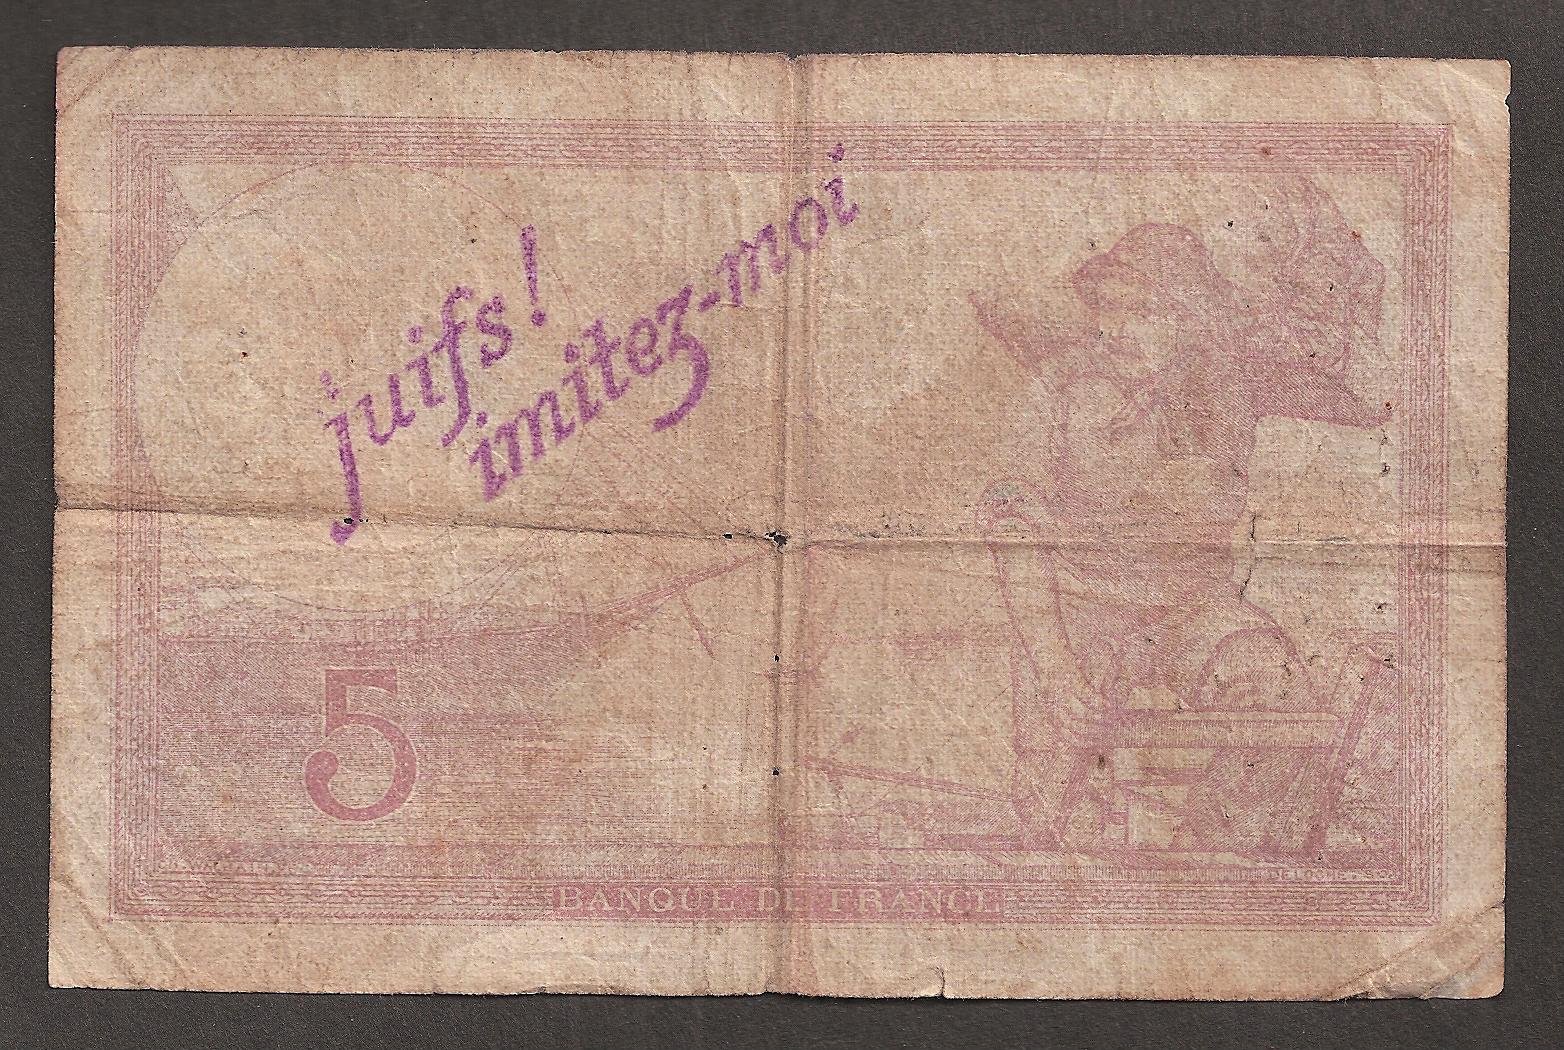 juifs!
imitez-moi
5
BANQUE DE FRANCE